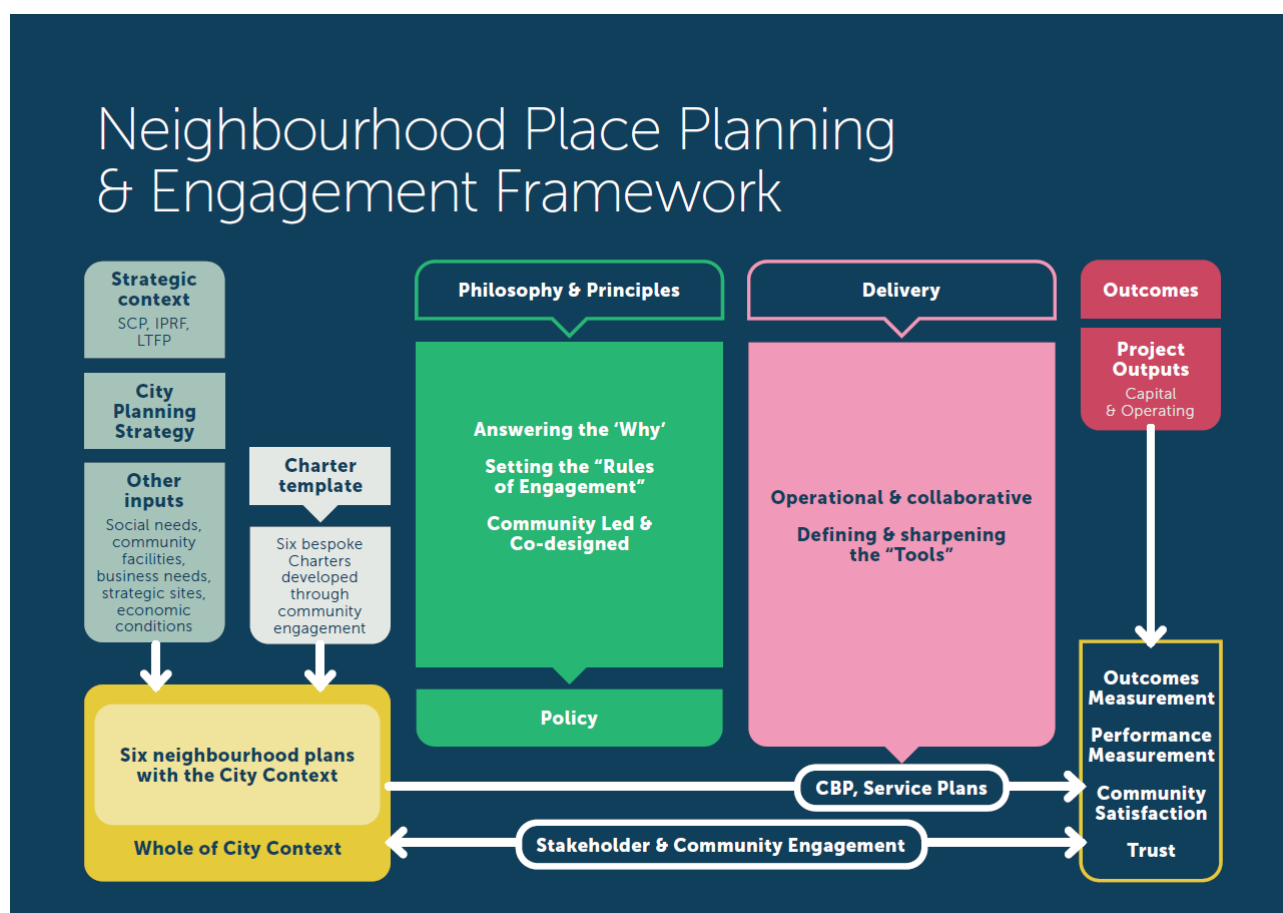 Neighbourhood Place Planning
& Engagement Framework
Strategic
context
SCP, IPRF,
LTFP
City
Planning
Strategy
Other
inputs
Social needs,
community
facilities,
business needs,
strategic sites,
economic
conditions
Charter
template
Six bespoke
Charters
developed
through
community
engagement
Six neighbourhood plans
with the City Context
Whole of City Context
Philosophy & Principles
Answering the ‘Why’
Setting the “Rules
of Engagement”
Community Led &
Co-designed
Policy
Delivery
Operational & collaborative
Defining & sharpening
the “Tools”
CBP, Service Plans
Stakeholder & Community Engagement
Outcomes
Project
Outputs
Capital
& Operating
Outcomes
Measurement
Performance
Measurement
Community
Satisfaction
Trust